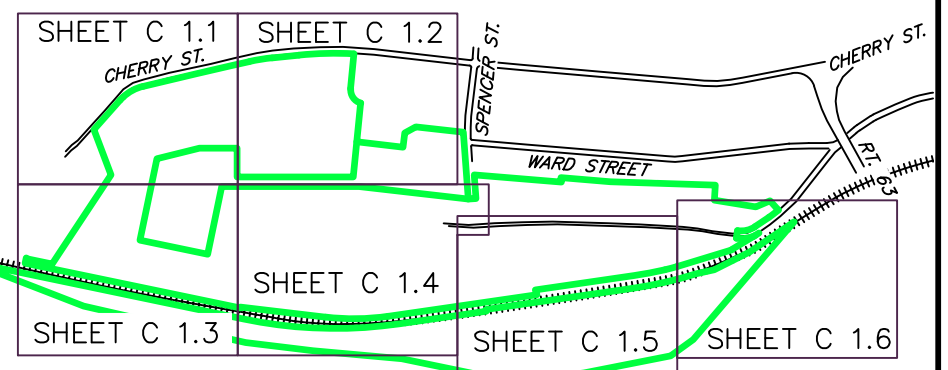 SHEET C 1.1
SHEET C 1.2
SPENCER ST.
CHERRY ST.
CHERRY ST.
WARD STREET
RT. 63
SHEET C 1.4
SHEET C 1.3
SHEET C 1.5
SHEET C 1.6